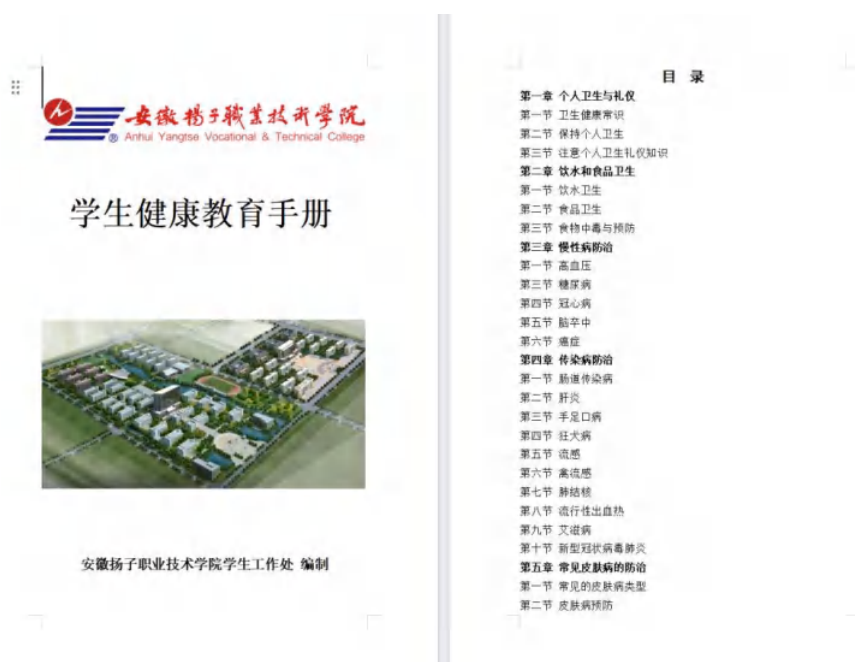 安徽揚子職業技術學院
® Anhui Yangtse Vocational & Technical College
学生健康教育手册
安徽扬子职业技术学院学生工作处 编制
目 录
第一章 个人卫生与礼仪
第一节 卫生健康常识
第二节 保持个人卫生
第三节 注意个人卫生礼仪知识
第二章 饮水和食品卫生
第一节 饮水卫生
第二节 食品卫生
第三节 食物中毒与预防
第三章 慢性病防治
第一节 高血压
第三节 糖尿病
第四节 冠心病
第五节 脑卒中
第六节 癌症
第四章 传染病防治
第一节 肠道传染病
第二节 肝炎
第三节 手足口病
第四节 狂犬病
第五节 流感
第六节 禽流感
第七节 肺结核
第八节 流行性出血热
第九节 艾滋病
第十节 新型冠状病毒肺炎
第五章 常见皮肤病的防治
第一节 常见的皮肤病类型
第二节 皮肤病预防